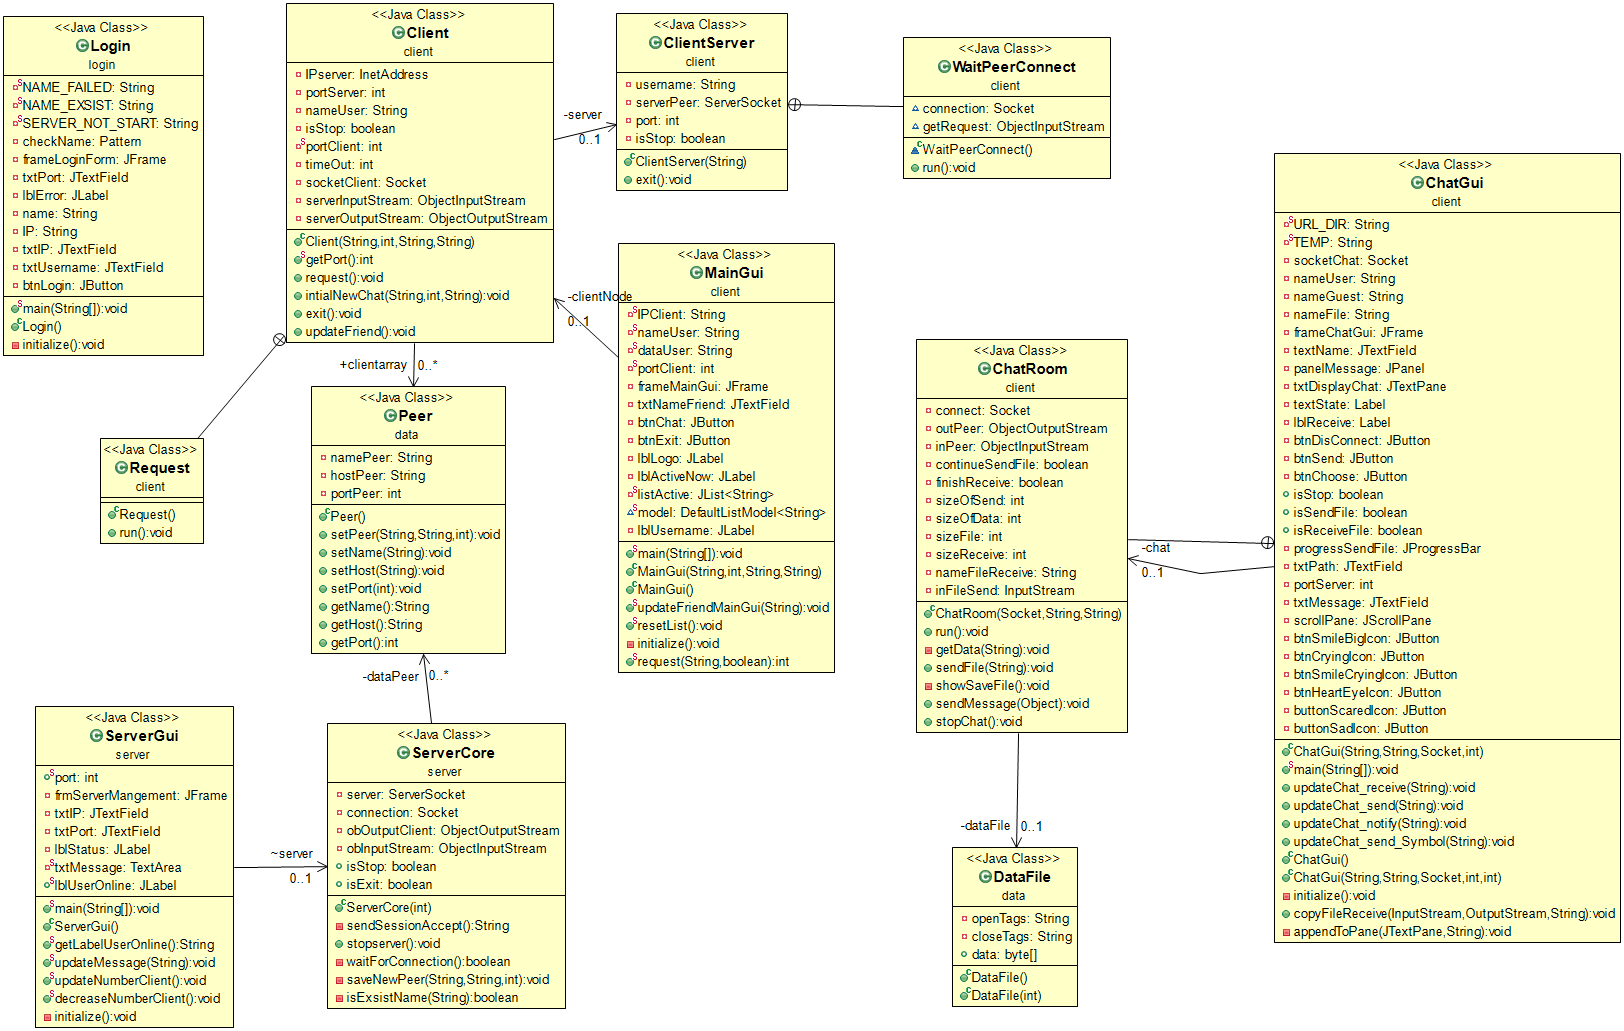 <<Java Class>>
Login
login
NAME_FAILED: String
NAME_EXSIST: String
SERVER_NOT_START: String
checkName: Pattern
frameLoginForm: JFrame
txtPort: JTextField
lblError: JLabel
name: String
IP: String
txtIP: JTextField
txtUsername: JTextField
btnLogin: JButton
main(String[]):void
Login()
initialize():void
<<Java Class>>
Client
client
IPserver: InetAddress
portServer: int
nameUser: String
isStop: boolean
portClient: int
timeOut: int
socketClient: Socket
serverInputStream: ObjectInputStream
serverOutputStream: ObjectOutputStream
Client(String,int,String,String)
getPort():int
request():void
intialNewChat(String,int,String):void
exit():void
updateFriend():void
-server
0..1
<<Java Class>>
ClientServer
client
username: String
serverPeer: ServerSocket
port: int
isStop: boolean
ClientServer(String)
exit():void
<<Java Class>>
WaitPeerConnect
client
connection: Socket
getRequest: ObjectInputStream
WaitPeerConnect()
run():void
<<Java Class>>
Request
client
Request()
run():void
+clientarray
0..*
<<Java Class>>
Peer
data
namePeer: String
hostPeer: String
portPeer: int
Peer()
setPeer(String,String,int):void
setName(String):void
setHost(String):void
setPort(int):void
getName():String
getHost():String
getPort():int
-clientNode
0..1
<<Java Class>>
MainGui
client
IPClient: String
nameUser: String
dataUser: String
portClient: int
frameMainGui: JFrame
txtNameFriend: JTextField
btnChat: JButton
btnExit: JButton
lblLogo: JLabel
lblActiveNow: JLabel
listActive: JList<String>
model: DefaultListModel<String>
lblUsername: JLabel
main(String[]):void
MainGui(String,int,String,String)
MainGui()
updateFriendMainGui(String):void
resetList():void
initialize():void
request(String,boolean):int
<<Java Class>>
ChatRoom
client
connect: Socket
outPeer: ObjectOutputStream
inPeer: ObjectInputStream
continueSendFile: boolean
finishReceive: boolean
sizeOfSend: int
sizeOfData: int
sizeFile: int
sizeReceive: int
nameFileReceive: String
inFileSend: InputStream
ChatRoom(Socket,String,String)
run():void
getData(String):void
sendFile(String):void
showSaveFile():void
sendMessage(Object):void
stopChat():void
-chat
0..1
<<Java Class>>
ChatGui
client
URL_DIR: String
TEMP: String
socketChat: Socket
nameUser: String
nameGuest: String
nameFile: String
frameChatGui: JFrame
textName: JTextField
panelMessage: JPanel
txtDisplayChat: JTextPane
textState: Label
lblReceive: Label
btnDisConnect: JButton
btnSend: JButton
btnChoose: JButton
isStop: boolean
isSendFile: boolean
isReceiveFile: boolean
progressSendFile: JProgressBar
txtPath: JTextField
portServer: int
txtMessage: JTextField
scrollPane: JScrollPane
btnSmileBigIcon: JButton
btnCryingIcon: JButton
btnSmileCryingIcon: JButton
btnHeartEyeIcon: JButton
buttonScaredIcon: JButton
buttonSadIcon: JButton
ChatGui(String,String,Socket,int)
main(String[]):void
updateChat_receive(String):void
updateChat_send(String):void
updateChat_notify(String):void
updateChat_send_Symbol(String):void
ChatGui()
ChatGui(String,String,Socket,int,int)
initialize():void
copyFileReceive(InputStream,OutputStream,String):void
appendToPane(JTextPane,String):void
-dataPeer
0..*
<<Java Class>>
ServerGui
server
port: int
frmServerMangement: JFrame
txtIP: JTextField
txtPort: JTextField
lblStatus: JLabel
txtMessage: TextArea
lblUserOnline: JLabel
main(String[]):void
ServerGui()
getLabelUserOnline():String
updateMessage(String):void
updateNumberClient():void
decreaseNumberClient():void
initialize():void
~server
0..1
<<Java Class>>
ServerCore
server
server: ServerSocket
connection: Socket
obOutputClient: ObjectOutputStream
obInputStream: ObjectInputStream
isStop: boolean
isExit: boolean
ServerCore(int)
sendSessionAccept():String
stopserver():void
waitForConnection():boolean
saveNewPeer(String,String,int):void
isExsistName(String):boolean
-dataFile
0..1
<<Java Class>>
DataFile
data
openTags: String
closeTags: String
data: byte[]
DataFile()
DataFile(int)